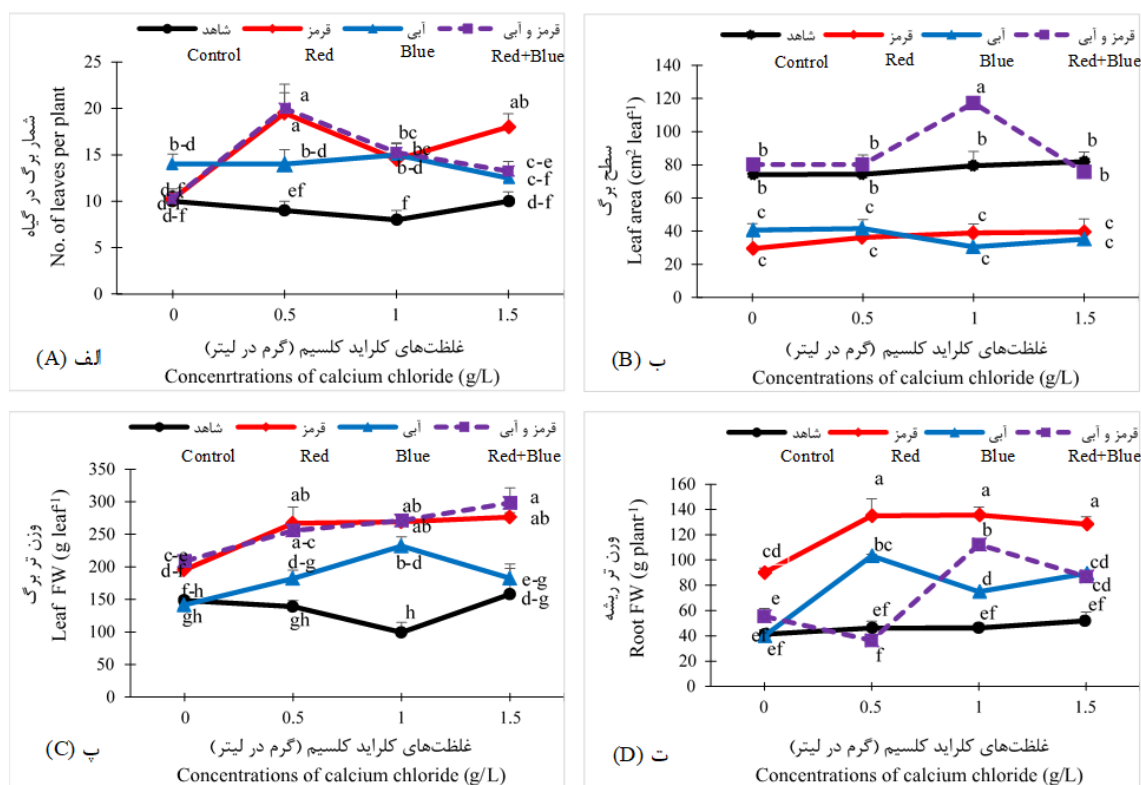 شاهد قرمز آبی قرمز و آبی
Control Red Blue Red+Blue
شمار برگ در گیاه
No. of leaves per plant
25
20
15
10
5
0
a
a
ab
b-d
b-d
bc
bc
b-d
c-e
c-f
d-f
d-f
d-f
ef
f
d-f
0 0.5 1 1.5
غلظت‌های کلراید کلسیم (گرم در لیتر)
Concenrtrations of calcium chloride (g/L)
الف (A)
شاهد قرمز آبی قرمز و آبی
Control Red Blue Red+Blue
سطح برگ
Leaf area (cm² leaf⁻¹)
140
120
100
80
60
40
20
0
a
b b b b
b b b
c c c c
c c c c
0 0.5 1 1.5
غلظت‌های کلراید کلسیم (گرم در لیتر)
Concentrations of calcium chloride (g/L)
ب (B)
شاهد قرمز آبی قرمز و آبی
Control Red Blue Red+Blue
وزن تر برگ
Leaf FW (g leaf⁻¹)
350
300
250
200
150
100
50
0
ab ab a
ab ab
c-e a-c
d-f d-g b-d e-g
f-h h d-g
gh gh
0 0.5 1 1.5
غلظت‌های کلراید کلسیم (گرم در لیتر)
Concentrations of calcium chloride (g/L)
پ (C)
شاهد قرمز آبی قرمز و آبی
Control Red Blue Red+Blue
وزن تر ریشه
Root FW (g plant⁻¹)
160
140
120
100
80
60
40
20
0
a a a
cd bc b cd
d cd
e ef ef ef
ef
ef f
0 0.5 1 1.5
غلظت‌های کلراید کلسیم (گرم در لیتر)
Concentrations of calcium chloride (g/L)
ت (D)